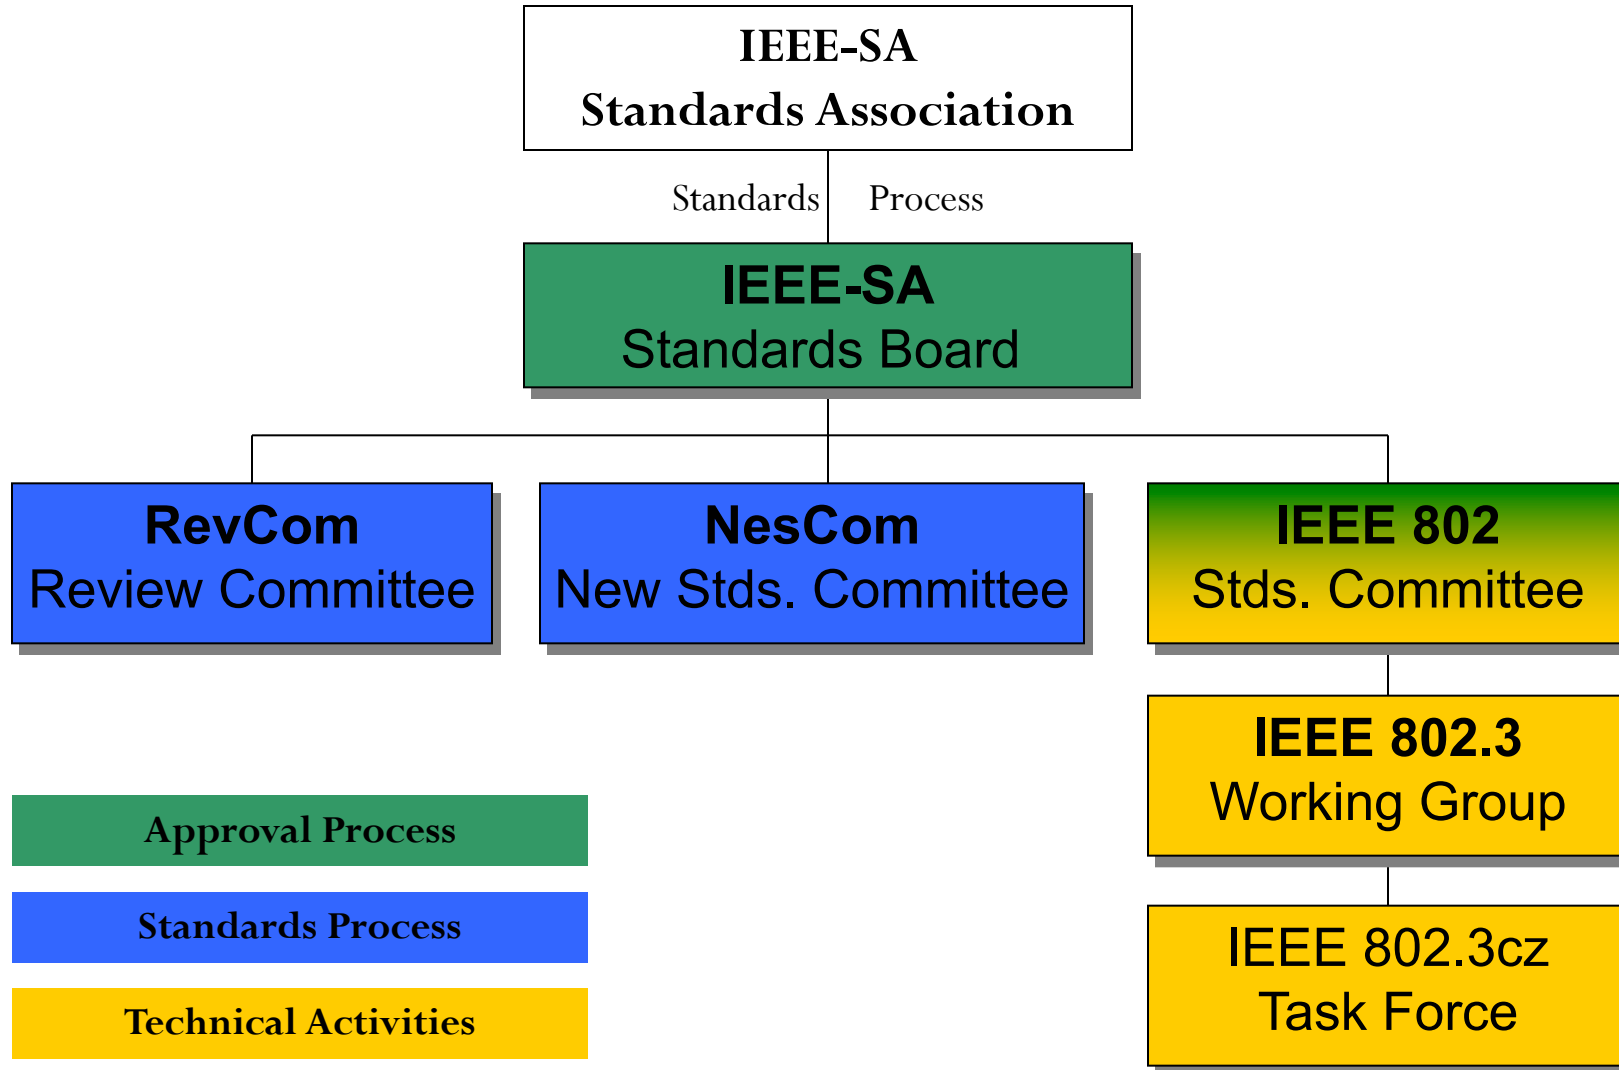 IEEE-SA
Standards Association
Standards Process
IEEE-SA
Standards Board
RevCom
Review Committee
NesCom
New Stds. Committee
IEEE 802
Stds. Committee
IEEE 802.3
Working Group
IEEE 802.3cz
Task Force
Approval Process
Standards Process
Technical Activities